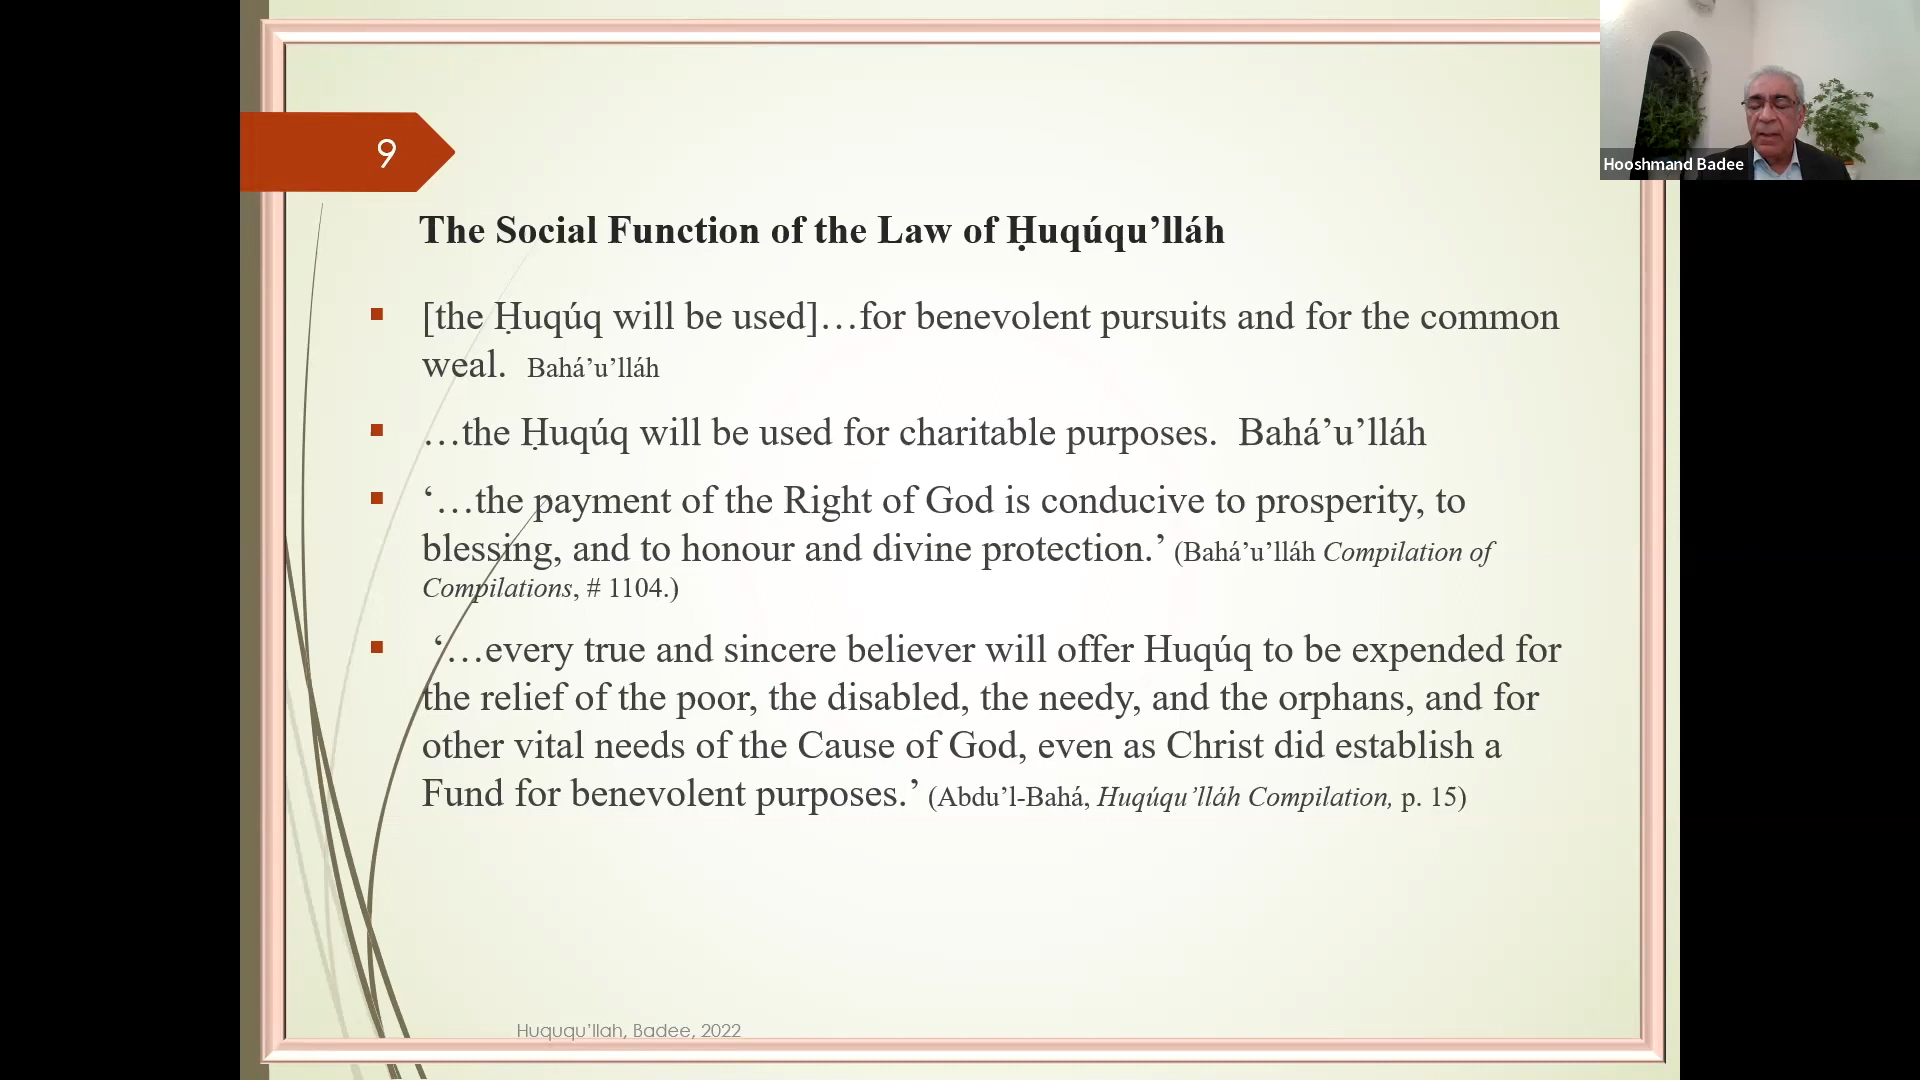 Hooshmand Badee
9
The Social Function of the Law of Ḥuqúqu’lláh
[the Ḥuqúq will be used]…for benevolent pursuits and for the common
weal. Bahá’u’lláh
…the Ḥuqúq will be used for charitable purposes. Bahá’u’lláh
‘…the payment of the Right of God is conducive to prosperity, to
blessing, and to honour and divine protection.’ (Bahá’u’lláh Compilation of
Compilations, # 1104.)
‘…every true and sincere believer will offer Huqúq to be expended for
the relief of the poor, the disabled, the needy, and the orphans, and for
other vital needs of the Cause of God, even as Christ did establish a
Fund for benevolent purposes.’ (Abdu’l-Bahá, Huqúqu’lláh Compilation, p. 15)
Huququ’llah, Badee, 2022